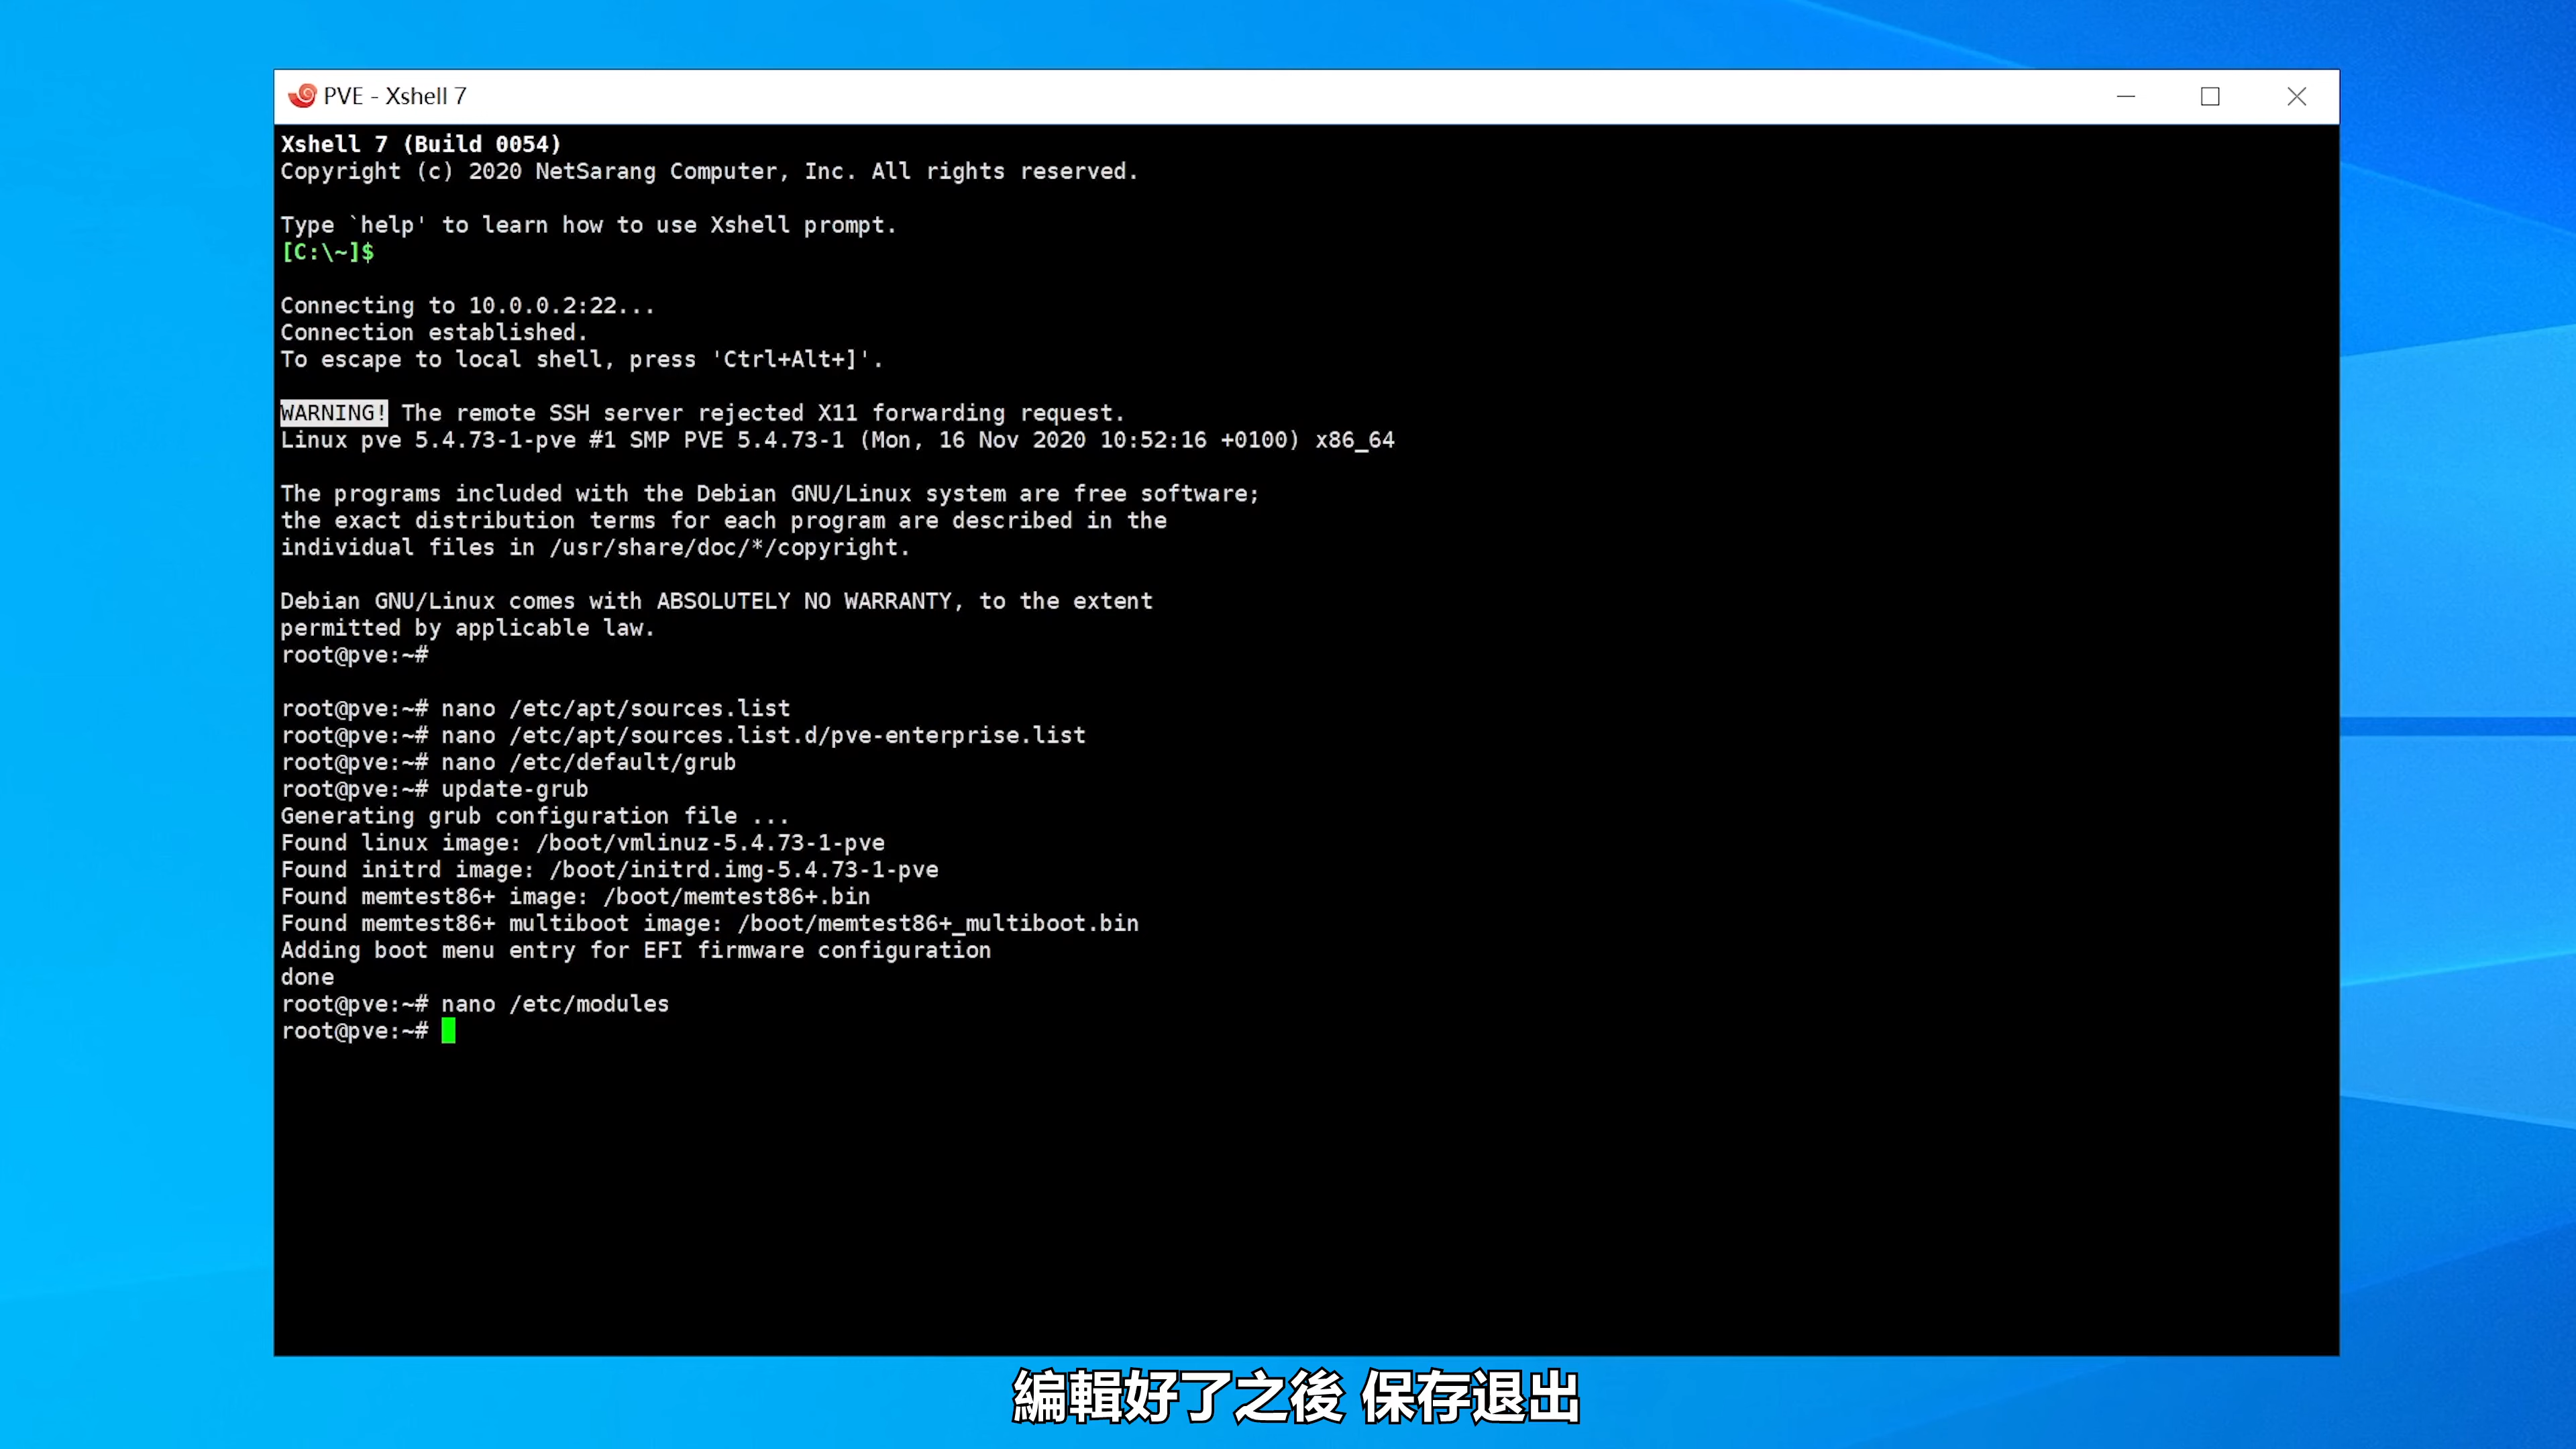 PVE - Xshell 7
Xshell 7 (Build 0054)
Copyright (c) 2020 NetSarang Computer, Inc. All rights reserved.
Type `help' to learn how to use Xshell prompt.
[C:\~]$
Connecting to 10.0.0.2:22...
Connection established.
To escape to local shell, press 'Ctrl+Alt+]'.
WARNING! The remote SSH server rejected X11 forwarding request.
Linux pve 5.4.73-1-pve #1 SMP PVE 5.4.73-1 (Mon, 16 Nov 2020 10:52:16 +0100) x86_64
The programs included with the Debian GNU/Linux system are free software;
the exact distribution terms for each program are described in the
individual files in /usr/share/doc/*/copyright.
Debian GNU/Linux comes with ABSOLUTELY NO WARRANTY, to the extent
permitted by applicable law.
root@pve:~#
root@pve:~# nano /etc/apt/sources.list
root@pve:~# nano /etc/apt/sources.list.d/pve-enterprise.list
root@pve:~# nano /etc/default/grub
root@pve:~# update-grub
Generating grub configuration file ...
Found linux image: /boot/vmlinuz-5.4.73-1-pve
Found initrd image: /boot/initrd.img-5.4.73-1-pve
Found memtest86+ image: /boot/memtest86+.bin
Found memtest86+ multiboot image: /boot/memtest86+_multiboot.bin
Adding boot menu entry for EFI firmware configuration
done
root@pve:~# nano /etc/modules
root@pve:~#
編輯好了之後 保存退出